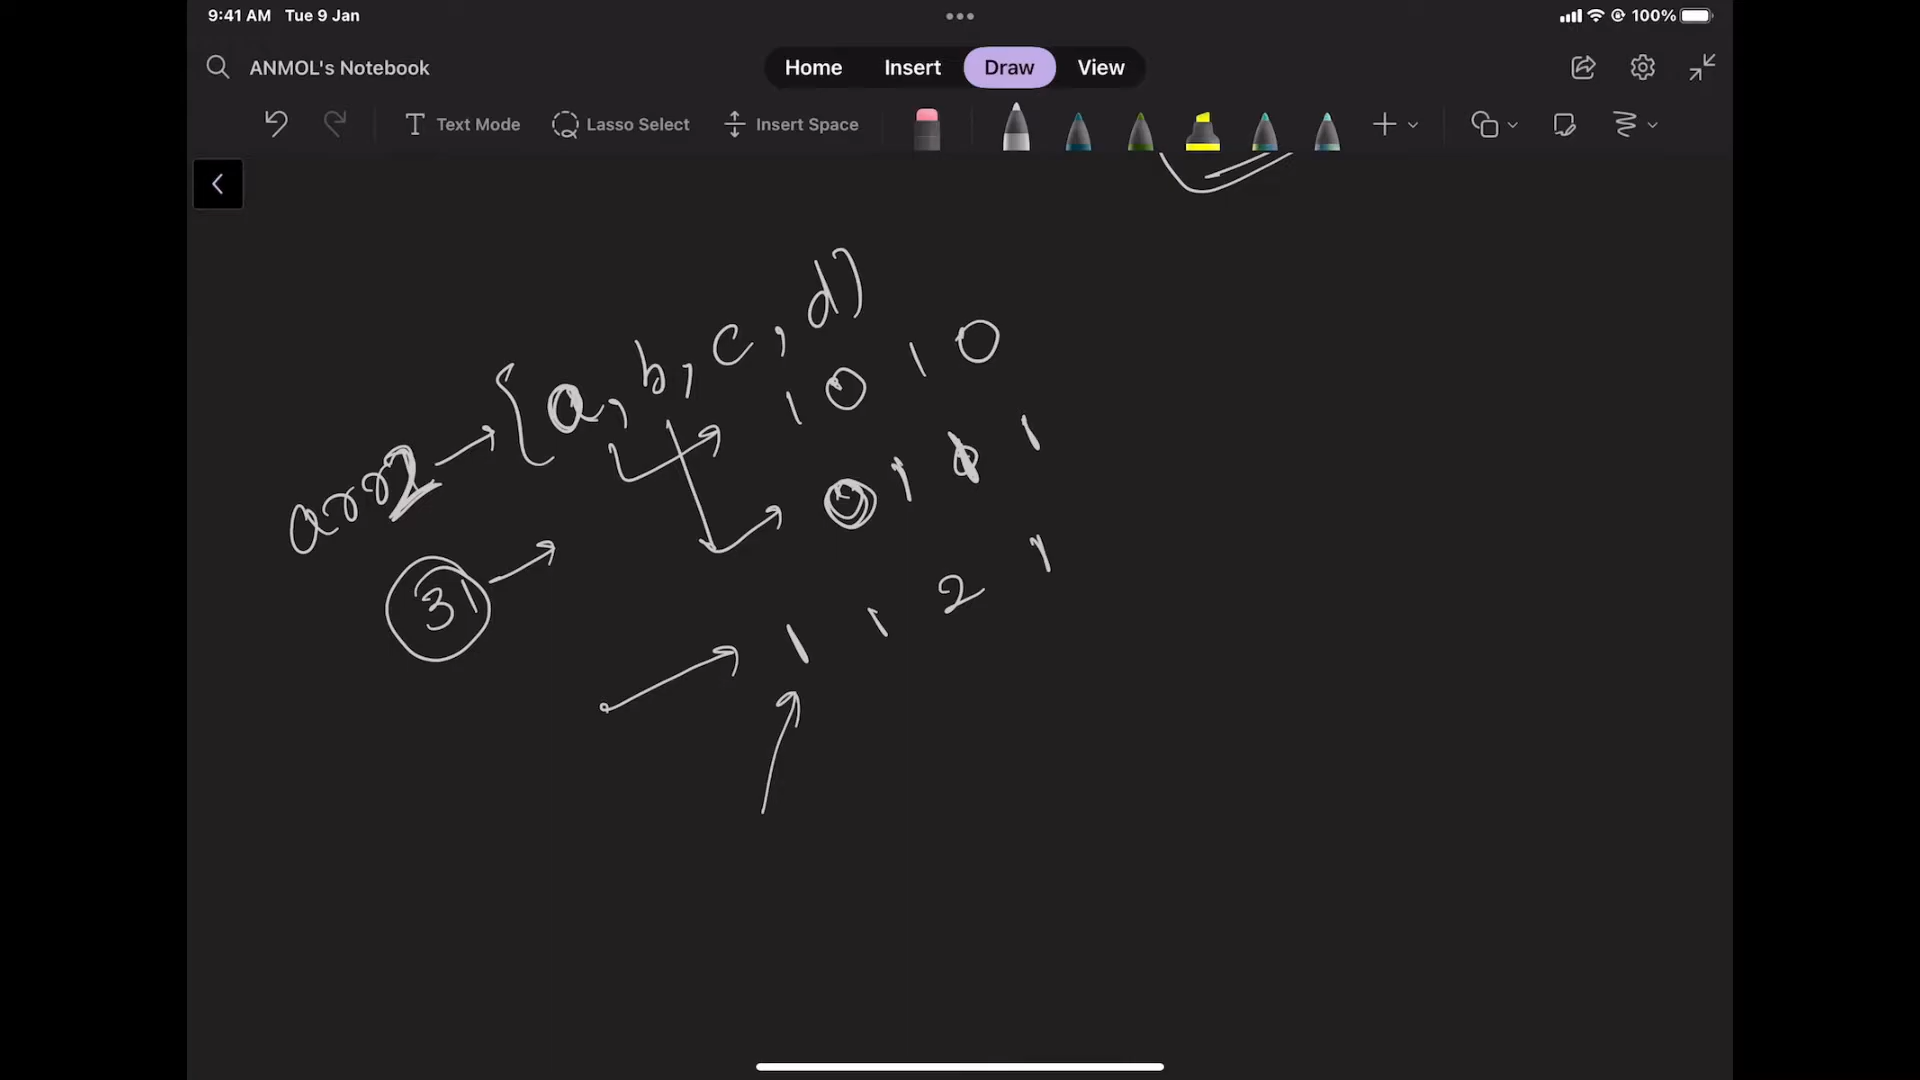 9:41 AM Tue 9 Jan
100%
ANMOL's Notebook
Home Insert Draw View
Text Mode Lasso Select Insert Space
arr2 → {a, b, c, d}
1 0 1 0
0 1 1 1
31 →
1 1 2 1